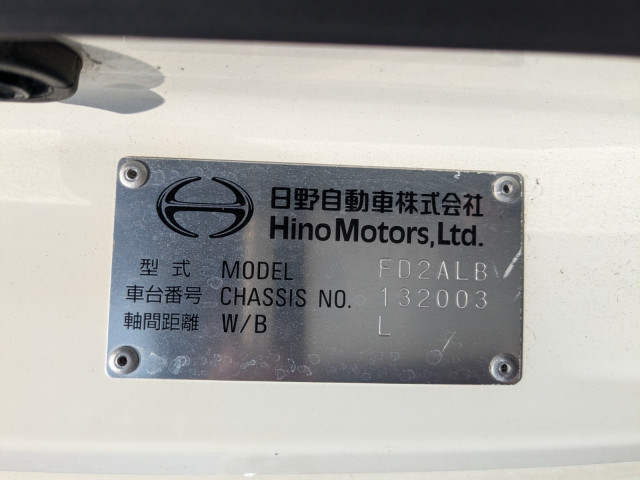 日野自動車株式会社
Hino Motors, Ltd.
型式 MODEL FD2ALB
車台番号 CHASSIS NO. 132003
軸間距離 W/B L